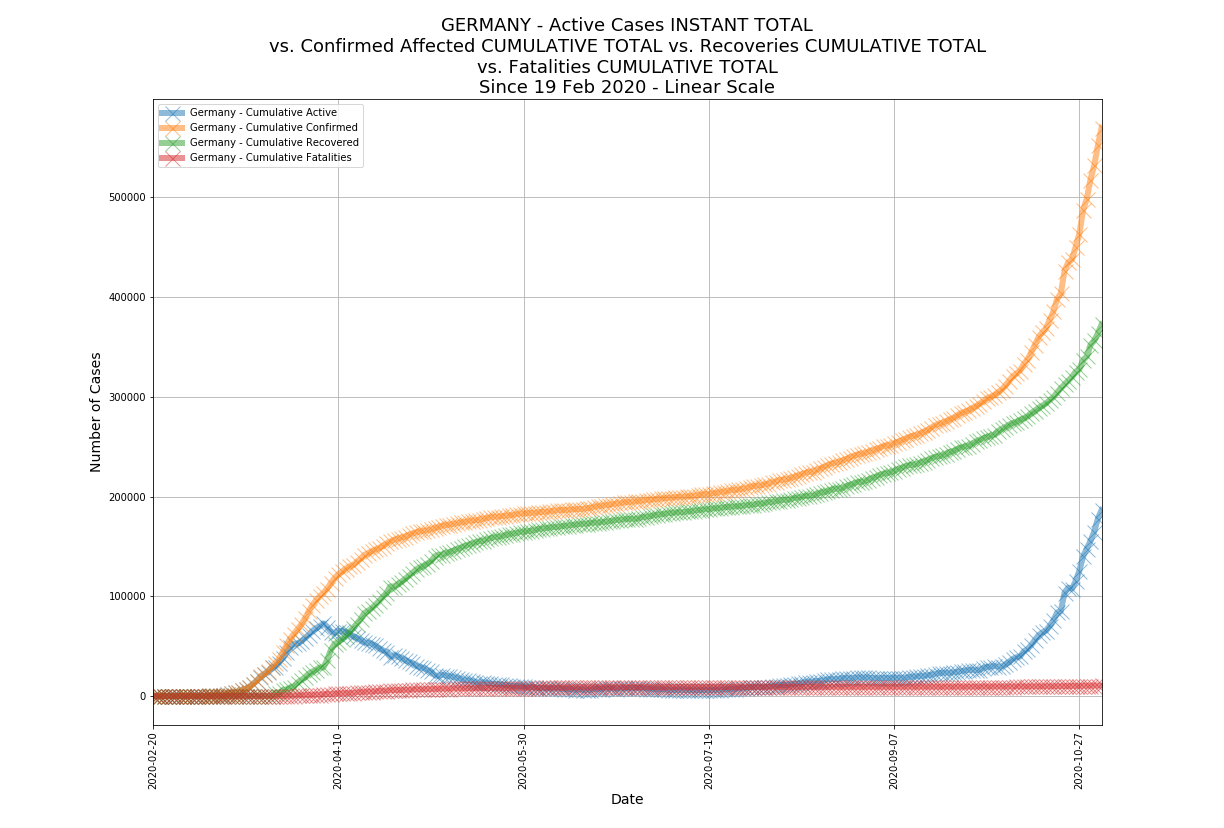 GERMANY - Active Cases INSTANT TOTAL
vs. Confirmed Affected CUMULATIVE TOTAL vs. Recoveries CUMULATIVE TOTAL
vs. Fatalities CUMULATIVE TOTAL
Since 19 Feb 2020 - Linear Scale
Germany - Cumulative Active
Germany - Cumulative Confirmed
Germany - Cumulative Recovered
Germany - Cumulative Fatalities
Number of Cases
500000
400000
300000
200000
100000
0
2020-02-20
2020-04-10
2020-05-30
2020-07-19
2020-09-07
2020-10-27
Date